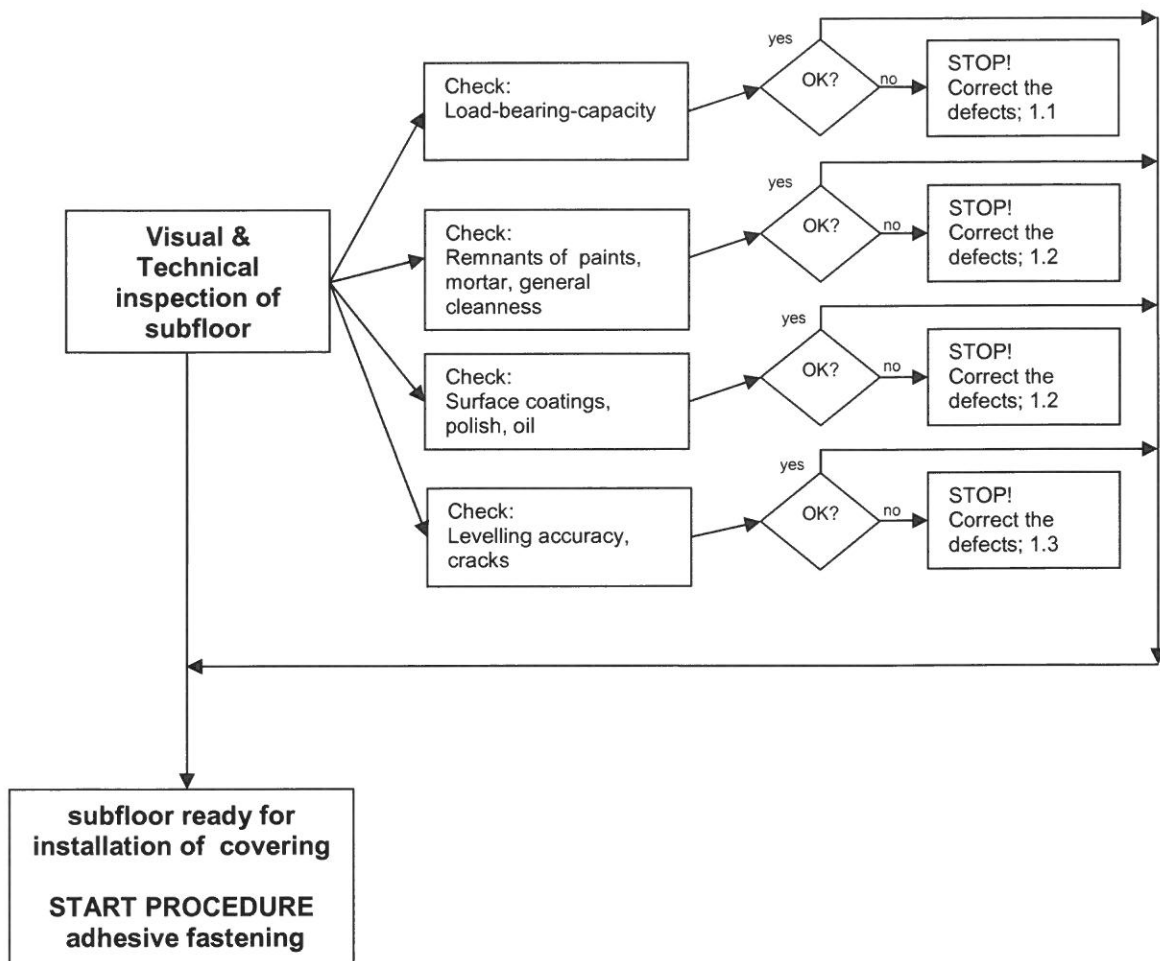 Visual &
Technical
inspection of
subfloor
Check:
Load-bearing-capacity
yes
OK?
no
STOP!
Correct the
defects; 1.1
Check:
Remnants of paints,
mortar, general
cleanness
yes
OK?
no
STOP!
Correct the
defects; 1.2
Check:
Surface coatings,
polish, oil
yes
OK?
no
STOP!
Correct the
defects; 1.2
Check:
Levelling accuracy,
cracks
yes
OK?
no
STOP!
Correct the
defects; 1.3
subfloor ready for
installation of covering
START PROCEDURE
adhesive fastening